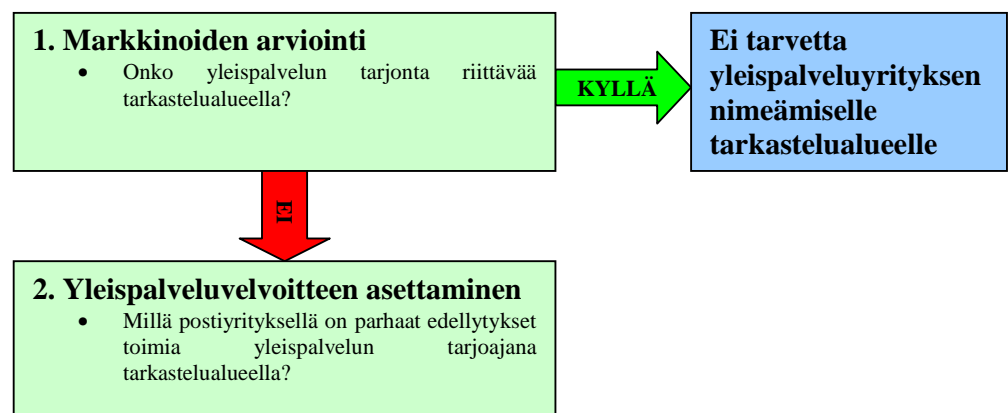 1. Markkinoiden arviointi
• Onko yleispalvelun tarjonta riittävää
tarkastelualueella?
KYLLÄ
Ei tarvetta
yleispalveluyrityksen
nimeämiselle
tarkastelualueelle
EI
2. Yleispalveluvelvoitteen asettaminen
• Millä postiyrityksellä on parhaat edellytykset
toimia yleispalvelun tarjoajana
tarkastelualueella?